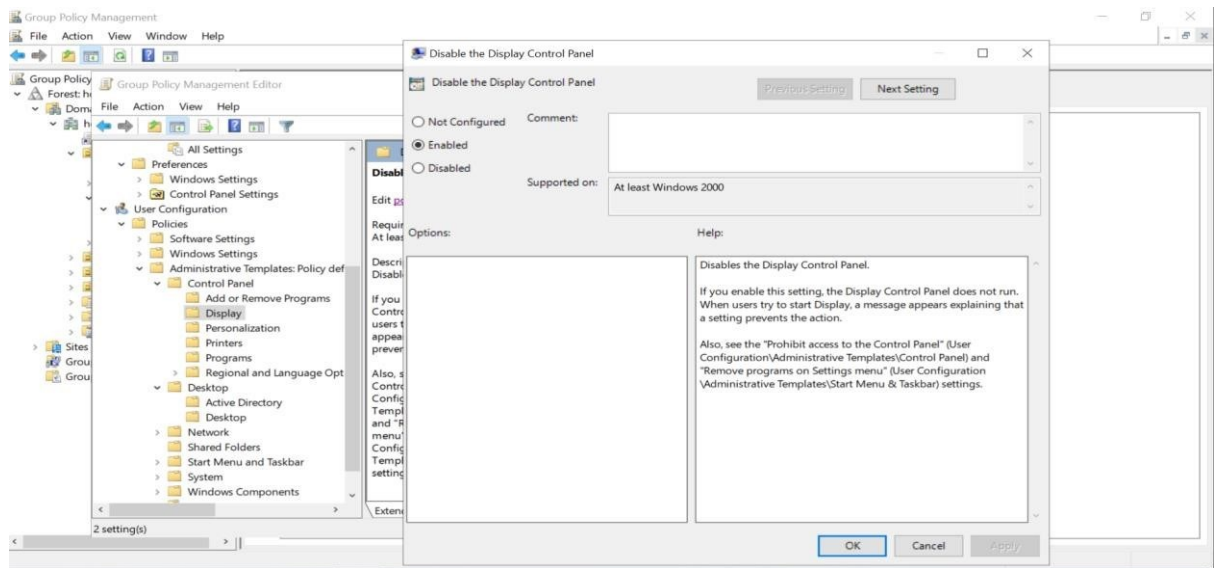 Group Policy Management
File Action View Window Help
Group Policy
Forest: h
Doma
h
Sites
Grou
Grou
Group Policy Management Editor
File Action View Help
All Settings
Preferences
Windows Settings
Control Panel Settings
User Configuration
Policies
Software Settings
Windows Settings
Administrative Templates: Policy def
Control Panel
Add or Remove Programs
Display
Personalization
Printers
Programs
Regional and Language Opt
Desktop
Active Directory
Desktop
Network
Shared Folders
Start Menu and Taskbar
System
Windows Components
2 setting(s)
Disabl
Edit po
Requir
At leas
Descri
Disabl
If you
Contro
users t
appea
preven
Also, s
Contro
Config
Templ
and "R
menu"
Config
Templ
setting
Exten
Disable the Display Control Panel
Disable the Display Control Panel
Previous Setting Next Setting
Not Configured Comment:
Enabled
Disabled
Supported on: At least Windows 2000
Options: Help:
Disables the Display Control Panel.
If you enable this setting, the Display Control Panel does not run.
When users try to start Display, a message appears explaining that
a setting prevents the action.
Also, see the "Prohibit access to the Control Panel" (User
Configuration\Administrative Templates\Control Panel) and
"Remove programs on Settings menu" (User Configuration
\Administrative Templates\Start Menu & Taskbar) settings.
OK Cancel Apply